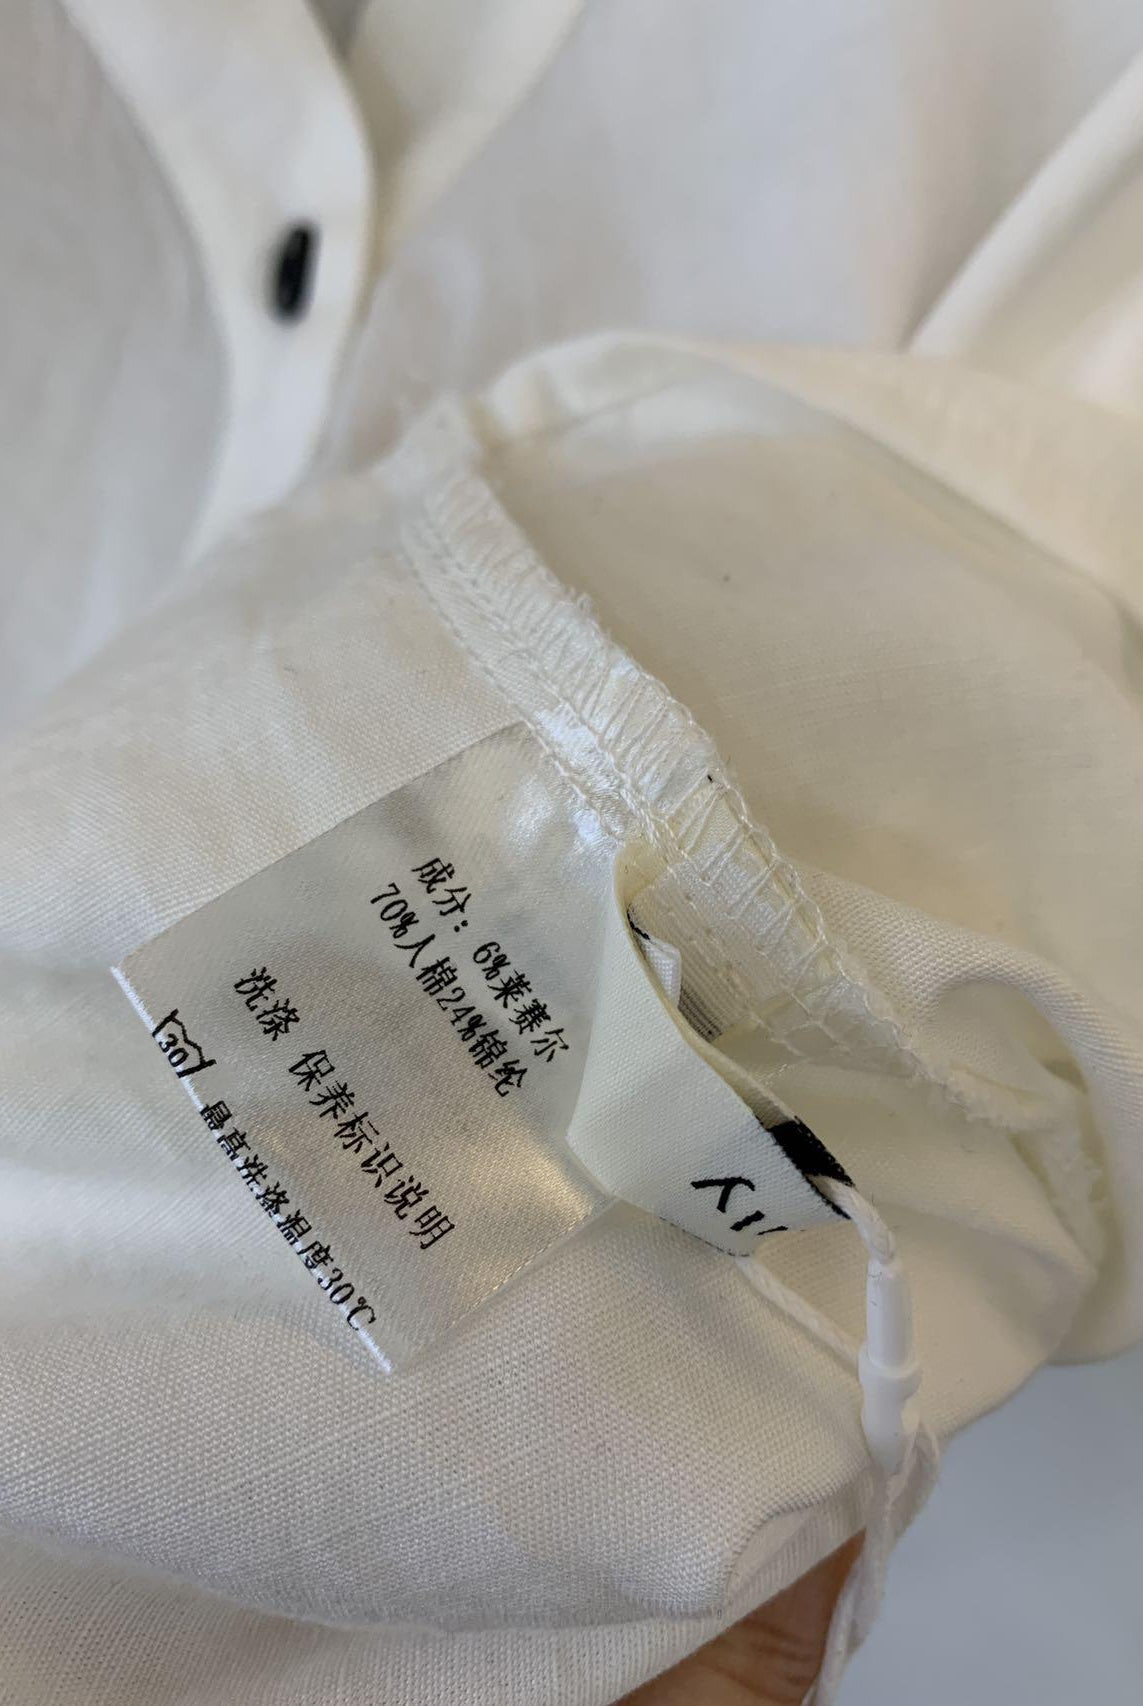 成分：6%莱赛尔
70%人棉24%锦纶
洗涤 保养标识说明
30
最高洗涤温度30℃